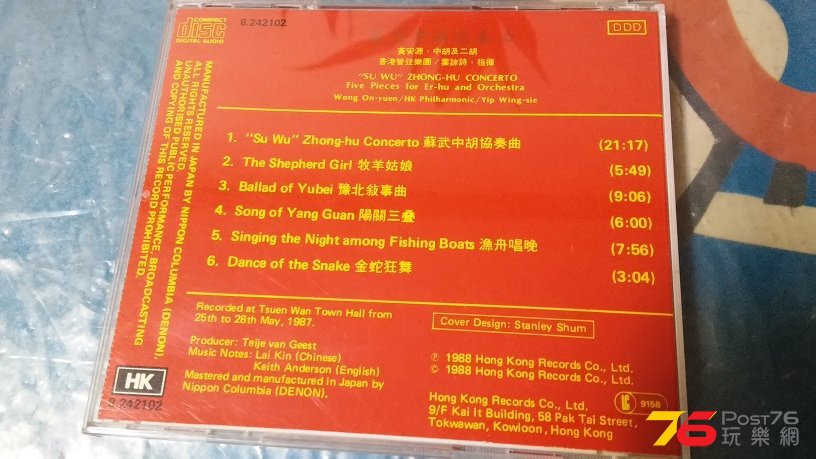 COMPACT
disc
DIGITAL AUDIO
8.242102
DDD
黃安源·中胡及二胡
香港管弦樂團/葉詠詩·指揮
"SU WU" ZHONG-HU CONCERTO
Five Pieces for Er-hu and Orchestra
Wong On-yuen/HK Philharmonic/Yip Wing-sie
1. "Su Wu" Zhong-hu Concerto 蘇武中胡協奏曲 (21:17)
2. The Shepherd Girl 牧羊姑娘 (5:49)
3. Ballad of Yubei 豫北敍事曲 (9:06)
4. Song of Yang Guan 陽關三叠 (6:00)
5. Singing the Night among Fishing Boats 漁舟唱晚 (7:56)
6. Dance of the Snake 金蛇狂舞 (3:04)
Recorded at Tsuen Wan Town Hall from
25th to 28th May, 1987.
Producer: Teije van Geest
Music Notes: Lai Kin (Chinese)
Keith Anderson (English)
Mastered and manufactured in Japan by
Nippon Columbia (DENON).
Cover Design: Stanley Shum
℗ 1988 Hong Kong Records Co., Ltd.
© 1988 Hong Kong Records Co., Ltd.
Hong Kong Records Co., Ltd.
9/F Kai It Building, 58 Pak Tai Street,
Tokwawan, Kowloon, Hong Kong
9158
MANUFACTURED IN JAPAN BY NIPPON COLUMBIA (DENON).
ALL RIGHTS RESERVED.
UNAUTHORISED PUBLIC PERFORMANCE, BROADCASTING
AND COPYING OF THIS RECORD PROHIBITED.
HK
8.242102
76 POST76
玩樂網